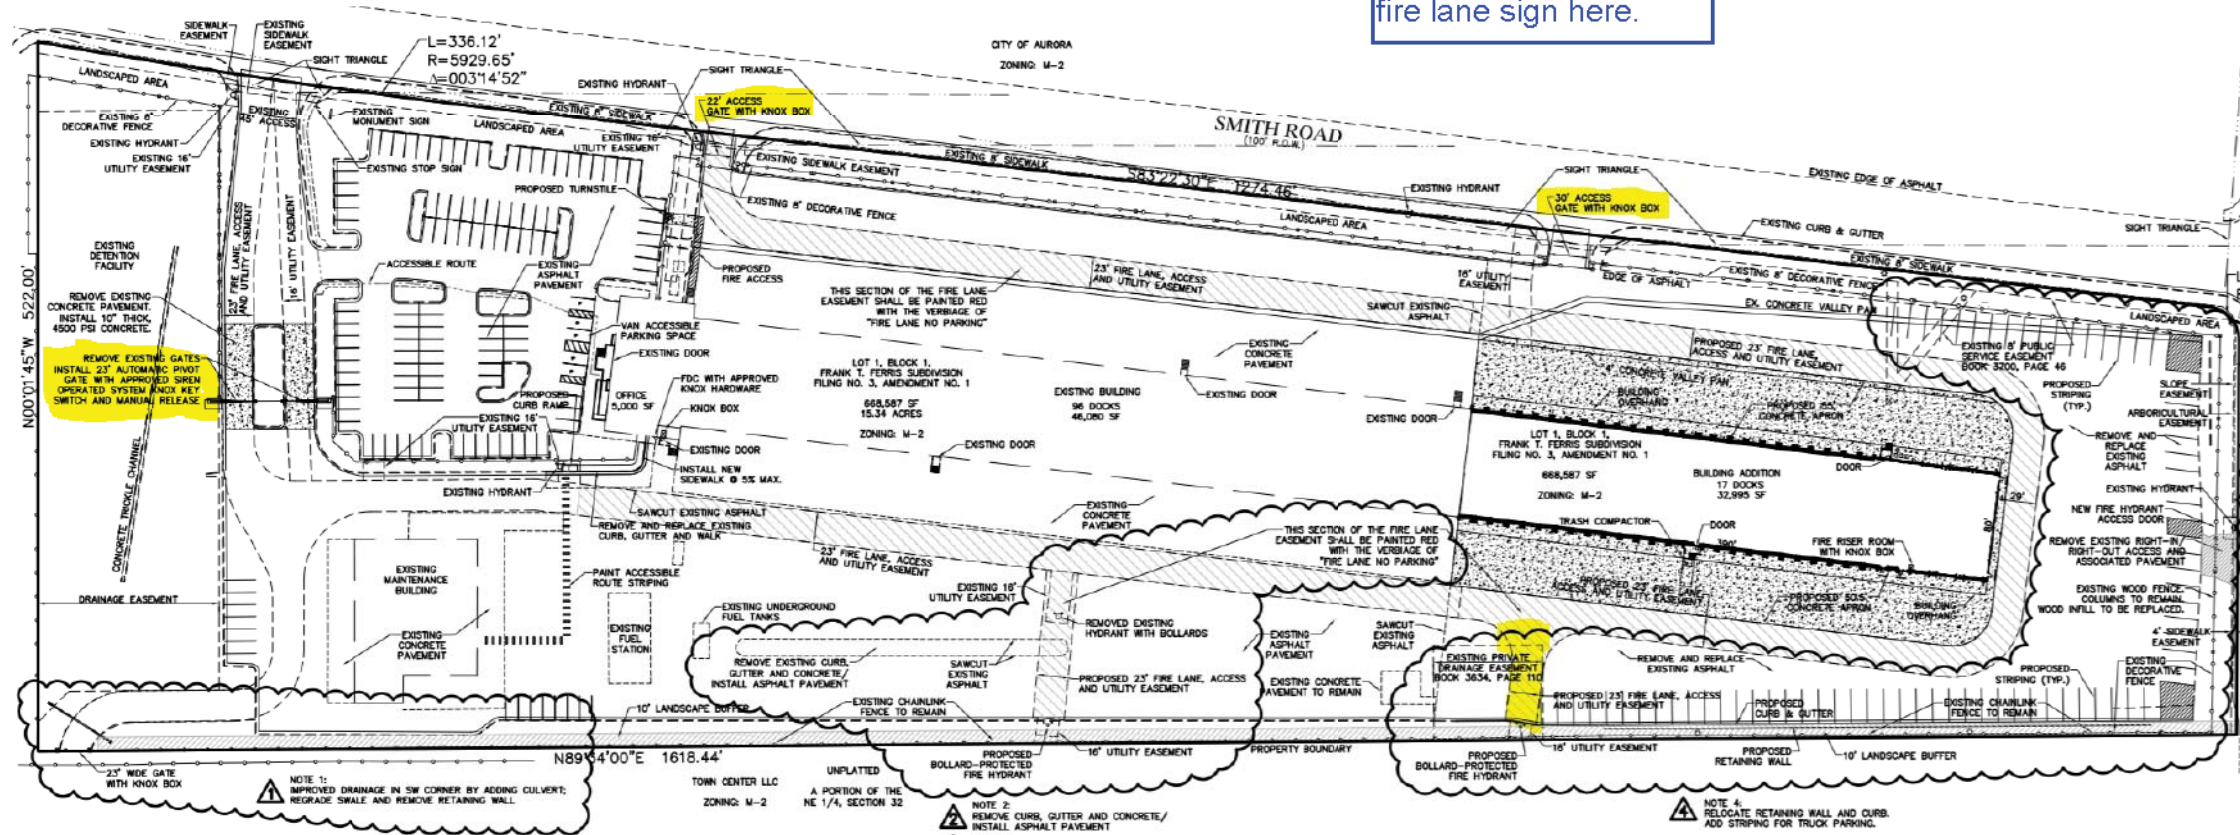 fire lane sign here.
CITY OF AURORA
ZONING: M-2
SIDEWALK
EASEMENT
EXISTING
SIDEWALK
EASEMENT
SIGHT TRIANGLE
L=336.12'
R=5929.65'
Δ=003°14'52"
LANDSCAPED AREA
EXISTING 6'
DECORATIVE FENCE
EXISTING HYDRANT
EXISTING 16'
UTILITY EASEMENT
EXISTING
45' ACCESS
EXISTING
MONUMENT SIGN
EXISTING STOP SIGN
EXISTING HYDRANT
EXISTING 8' SIDEWALK
LANDSCAPED AREA
EXISTING 16'
UTILITY EASEMENT
SIGHT TRIANGLE
22' ACCESS
GATE WITH KNOX BOX
PROPOSED TURNSTILE
EXISTING SIDEWALK EASEMENT
EXISTING 8' SIDEWALK
SMITH ROAD
(100' R.O.W.)
S83°22'30"E 1274.46'
EXISTING 8' DECORATIVE FENCE
EXISTING HYDRANT
LANDSCAPED AREA
SIGHT TRIANGLE
30' ACCESS
GATE WITH KNOX BOX
EXISTING EDGE OF ASPHALT
EXISTING CURB & GUTTER
SIGHT TRIANGLE
EXISTING 8' SIDEWALK
EXISTING 8' DECORATIVE FENCE
EDGE OF ASPHALT
EX. CONCRETE VALLEY PAN
LANDSCAPED AREA
16' UTILITY
EASEMENT
SAWCUT EXISTING
ASPHALT
23' FIRE LANE, ACCESS
AND UTILITY EASEMENT
THIS SECTION OF THE FIRE LANE
EASEMENT SHALL BE PAINTED RED
WITH THE VERBIAGE OF
"FIRE LANE NO PARKING"
PROPOSED
FIRE ACCESS
ACCESSIBLE ROUTE
EXISTING
ASPHALT
PAVEMENT
EXISTING
DETENTION
FACILITY
N00°01'45"W 522.00'
23' FIRE LANE, ACCESS
AND UTILITY EASEMENT
16' UTILITY EASEMENT
REMOVE EXISTING
CONCRETE PAVEMENT.
INSTALL 10" THICK,
4500 PSI CONCRETE.
REMOVE EXISTING GATES
INSTALL 23' AUTOMATIC PIVOT
GATE WITH APPROVED SIREN
OPERATED SYSTEM KNOX KEY
SWITCH AND MANUAL RELEASE
VAN ACCESSIBLE
PARKING SPACE
EXISTING DOOR
FDC WITH APPROVED
KNOX HARDWARE
OFFICE
5,000 SF
KNOX BOX
PROPOSED
CURB RAMP
EXISTING 16'
UTILITY EASEMENT
EXISTING DOOR
INSTALL NEW
SIDEWALK @ 5% MAX.
EXISTING HYDRANT
SAWCUT EXISTING ASPHALT
REMOVE AND REPLACE EXISTING
CURB, GUTTER AND WALK
LOT 1, BLOCK 1,
FRANK T. FERRIS SUBDIVISION
FILING NO. 3, AMENDMENT NO. 1
668,587 SF
15.34 ACRES
ZONING: M-2
EXISTING BUILDING
96 DOCKS
46,080 SF
EXISTING DOOR
EXISTING
CONCRETE
PAVEMENT
EXISTING DOOR
EXISTING DOOR
EXISTING
CONCRETE
PAVEMENT
PROPOSED 23' FIRE LANE,
ACCESS AND UTILITY EASEMENT
4' CONCRETE VALLEY PAN
BUILDING
OVERHANG
PROPOSED 55'
CONCRETE APRON
LOT 1, BLOCK 1,
FRANK T. FERRIS SUBDIVISION
FILING NO. 3, AMENDMENT NO. 1
668,587 SF
ZONING: M-2
BUILDING ADDITION
17 DOCKS
32,995 SF
DOOR
TRASH COMPACTOR
DOOR
390'
FIRE RISER ROOM
WITH KNOX BOX
80'
29'
PROPOSED 23' FIRE LANE,
ACCESS AND UTILITY EASEMENT
PROPOSED 50.5'
CONCRETE APRON
BUILDING
OVERHANG
EXISTING 8' PUBLIC
SERVICE EASEMENT
BOOK 3200, PAGE 46
PROPOSED
STRIPING
(TYP.)
SLOPE
EASEMENT
ARBORICULTURAL
EASEMENT
REMOVE AND
REPLACE
EXISTING
ASPHALT
EXISTING HYDRANT
NEW FIRE HYDRANT
ACCESS DOOR
REMOVE EXISTING RIGHT-IN/
RIGHT-OUT ACCESS AND
ASSOCIATED PAVEMENT
EXISTING WOOD FENCE.
COLUMNS TO REMAIN,
WOOD INFILL TO BE REPLACED.
4' SIDEWALK
EASEMENT
EXISTING
DECORATIVE
FENCE
PROPOSED
STRIPING (TYP.)
CONCRETE TRICKLE CHANNEL
DRAINAGE EASEMENT
EXISTING
MAINTENANCE
BUILDING
EXISTING
CONCRETE
PAVEMENT
PAINT ACCESSIBLE
ROUTE STRIPING
EXISTING
FUEL
STATION
EXISTING UNDERGROUND
FUEL TANKS
23' FIRE LANE, ACCESS
AND UTILITY EASEMENT
EXISTING 16'
UTILITY EASEMENT
THIS SECTION OF THE FIRE LANE
EASEMENT SHALL BE PAINTED RED
WITH THE VERBIAGE OF
"FIRE LANE NO PARKING"
REMOVED EXISTING
HYDRANT WITH BOLLARDS
REMOVE EXISTING CURB,
GUTTER AND CONCRETE/
INSTALL ASPHALT PAVEMENT
SAWCUT
EXISTING
ASPHALT
PROPOSED 23' FIRE LANE, ACCESS
AND UTILITY EASEMENT
EXISTING
ASPHALT
PAVEMENT
SAWCUT
EXISTING
ASPHALT
EXISTING CONCRETE
PAVEMENT TO REMAIN
EXISTING PRIVATE
DRAINAGE EASEMENT
BOOK 3634, PAGE 110
REMOVE AND REPLACE
EXISTING ASPHALT
PROPOSED 23' FIRE LANE, ACCESS
AND UTILITY EASEMENT
PROPOSED
CURB & GUTTER
EXISTING CHAINLINK
FENCE TO REMAIN
10' LANDSCAPE BUFFER
EXISTING CHAINLINK
FENCE TO REMAIN
N89°54'00"E 1618.44'
23' WIDE GATE
WITH KNOX BOX
NOTE 1:
IMPROVED DRAINAGE IN SW CORNER BY ADDING CULVERT;
REGRADE SWALE AND REMOVE RETAINING WALL
1
TOWN CENTER LLC
ZONING: M-2
UNPLATTED
A PORTION OF THE
NE 1/4, SECTION 32
PROPOSED
BOLLARD-PROTECTED
FIRE HYDRANT
16' UTILITY EASEMENT
PROPERTY BOUNDARY
2
NOTE 2:
REMOVE CURB, GUTTER AND CONCRETE/
INSTALL ASPHALT PAVEMENT
PROPOSED
BOLLARD-PROTECTED
FIRE HYDRANT
16' UTILITY EASEMENT
PROPOSED
RETAINING WALL
10' LANDSCAPE BUFFER
4
NOTE 4:
RELOCATE RETAINING WALL AND CURB.
ADD STRIPING FOR TRUCK PARKING.